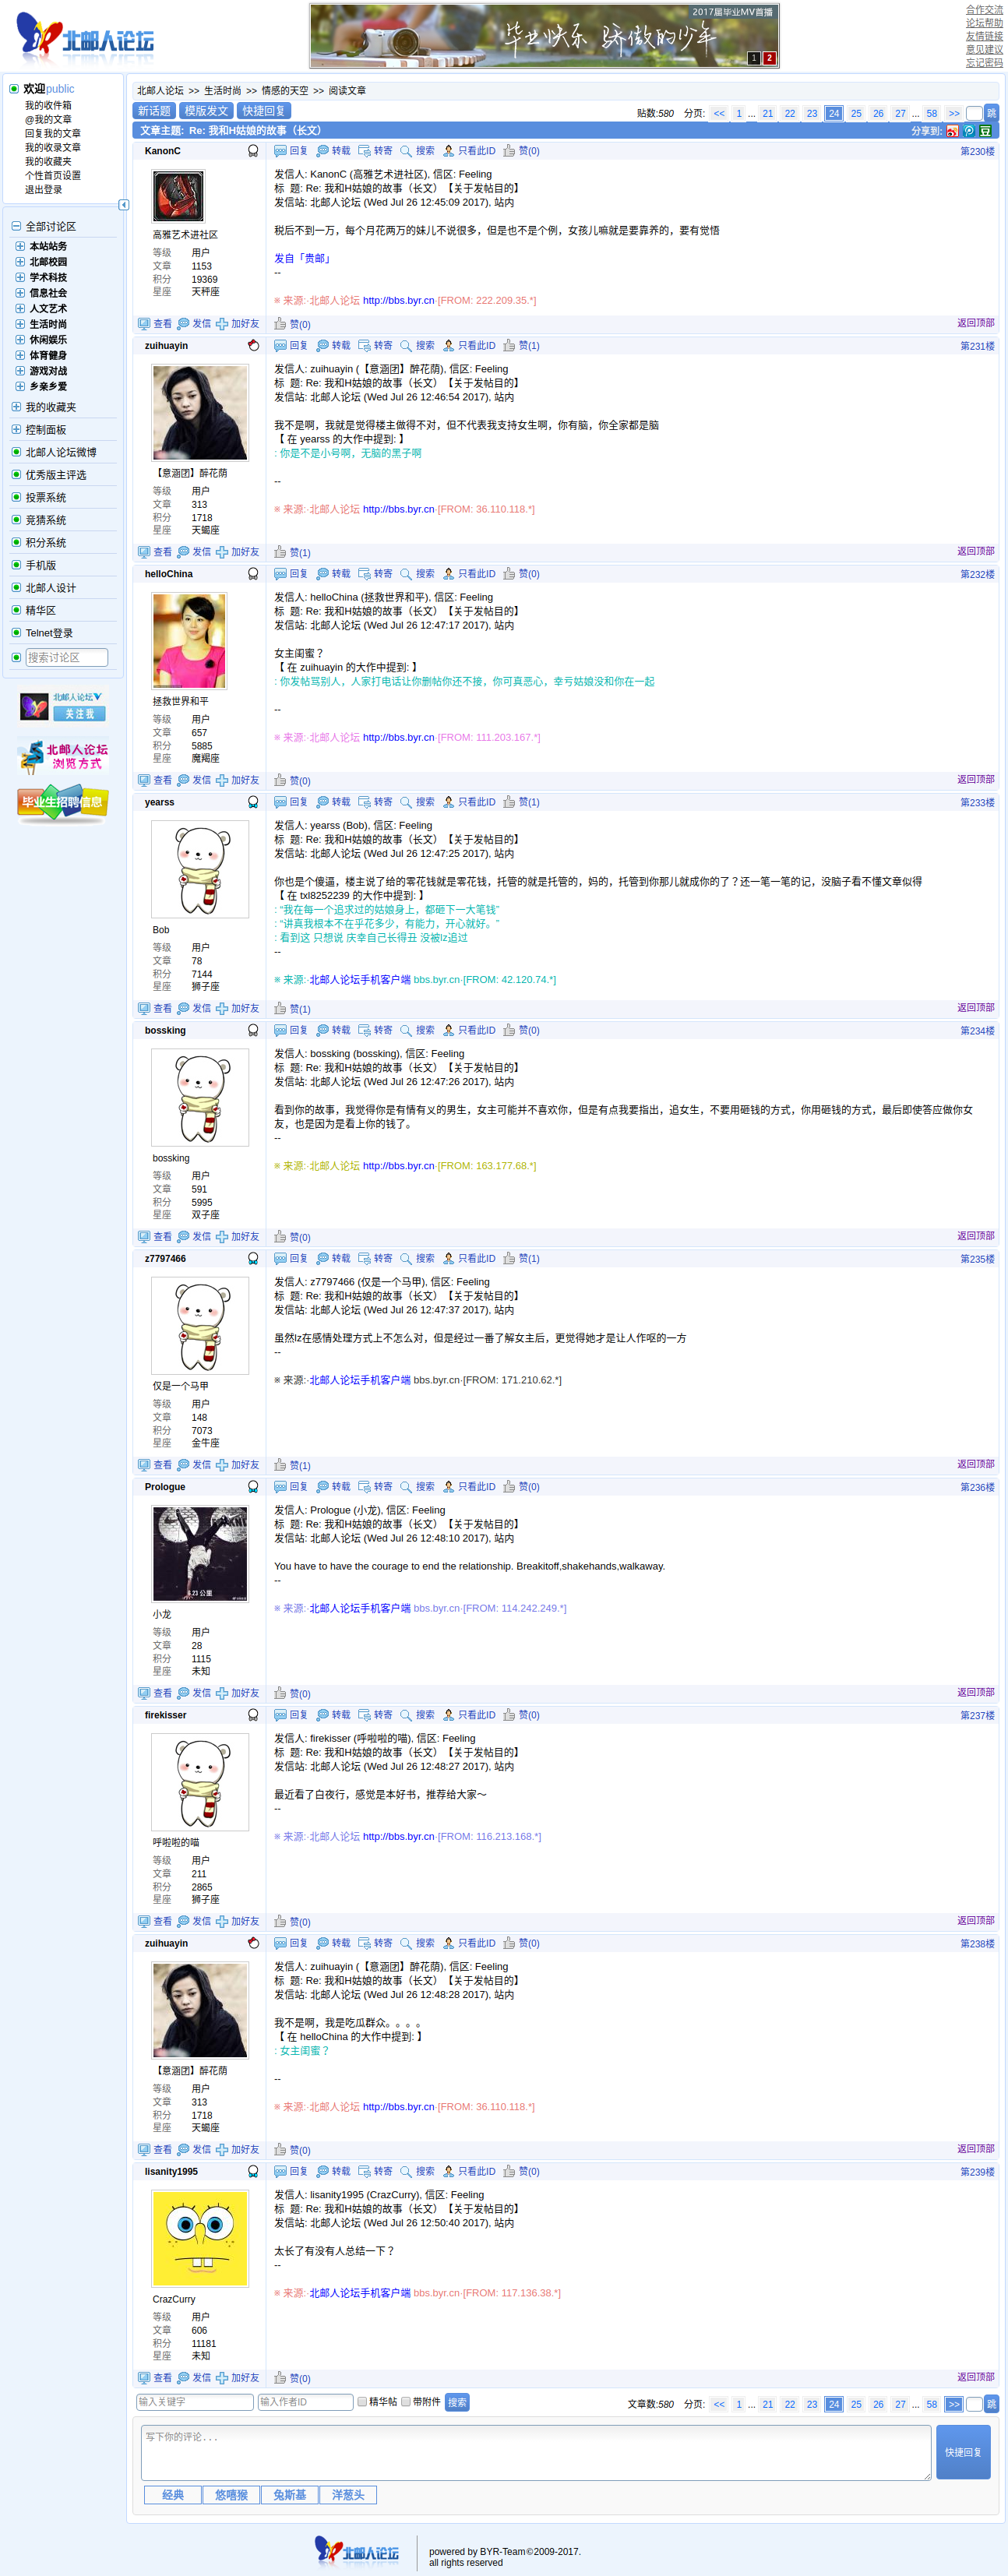 北邮人论坛
2017届毕业MV首播
毕业快乐 骄傲的少年
1 2
合作交流
论坛帮助
友情链接
意见建议
忘记密码
欢迎public
我的收件箱
@我的文章
回复我的文章
我的收录文章
我的收藏夹
个性首页设置
退出登录
全部讨论区
本站站务
北邮校园
学术科技
信息社会
人文艺术
生活时尚
休闲娱乐
体育健身
游戏对战
乡亲乡爱
我的收藏夹
控制面板
北邮人论坛微博
优秀版主评选
投票系统
竞猜系统
积分系统
手机版
北邮人设计
精华区
Telnet登录
搜索讨论区
北邮人论坛
关注我
北邮人论坛
浏览方式
毕业生招聘信息
北邮人论坛 >> 生活时尚 >> 情感的天空 >> 阅读文章
新话题 模版发文 快捷回复
贴数:580 分页: << 1 ... 21 22 23 24 25 26 27 ... 58 >> 跳
文章主题: Re: 我和H姑娘的故事（长文） 分享到:
KanonC 回复 转载 转寄 搜索 只看此ID 赞(0) 第230楼
高雅艺术进社区
等级 用户
文章 1153
积分 19369
星座 天秤座
发信人: KanonC (高雅艺术进社区), 信区: Feeling
标 题: Re: 我和H姑娘的故事（长文）【关于发帖目的】
发信站: 北邮人论坛 (Wed Jul 26 12:45:09 2017), 站内
税后不到一万，每个月花两万的妹儿不说很多，但是也不是个例，女孩儿嘛就是要靠养的，要有觉悟
发自「贵邮」
--
※ 来源:·北邮人论坛 http://bbs.byr.cn·[FROM: 222.209.35.*]
查看 发信 加好友 赞(0) 返回顶部
zuihuayin 回复 转载 转寄 搜索 只看此ID 赞(1) 第231楼
【意涵团】醉花荫
等级 用户
文章 313
积分 1718
星座 天蝎座
发信人: zuihuayin (【意涵团】醉花荫), 信区: Feeling
标 题: Re: 我和H姑娘的故事（长文）【关于发帖目的】
发信站: 北邮人论坛 (Wed Jul 26 12:46:54 2017), 站内
我不是啊，我就是觉得楼主做得不对，但不代表我支持女生啊，你有脑，你全家都是脑
【 在 yearss 的大作中提到: 】
: 你是不是小号啊，无脑的黑子啊
--
※ 来源:·北邮人论坛 http://bbs.byr.cn·[FROM: 36.110.118.*]
查看 发信 加好友 赞(1) 返回顶部
helloChina 回复 转载 转寄 搜索 只看此ID 赞(0) 第232楼
拯救世界和平
等级 用户
文章 657
积分 5885
星座 魔羯座
发信人: helloChina (拯救世界和平), 信区: Feeling
标 题: Re: 我和H姑娘的故事（长文）【关于发帖目的】
发信站: 北邮人论坛 (Wed Jul 26 12:47:17 2017), 站内
女主闺蜜？
【 在 zuihuayin 的大作中提到: 】
: 你发帖骂别人，人家打电话让你删帖你还不接，你可真恶心，幸亏姑娘没和你在一起
--
※ 来源:·北邮人论坛 http://bbs.byr.cn·[FROM: 111.203.167.*]
查看 发信 加好友 赞(0) 返回顶部
yearss 回复 转载 转寄 搜索 只看此ID 赞(1) 第233楼
Bob
等级 用户
文章 78
积分 7144
星座 狮子座
发信人: yearss (Bob), 信区: Feeling
标 题: Re: 我和H姑娘的故事（长文）【关于发帖目的】
发信站: 北邮人论坛 (Wed Jul 26 12:47:25 2017), 站内
你也是个傻逼，楼主说了给的零花钱就是零花钱，托管的就是托管的，妈的，托管到你那儿就成你的了？还一笔一笔的记，没脑子看不懂文章似得
【 在 txl8252239 的大作中提到: 】
: “我在每一个追求过的姑娘身上，都砸下一大笔钱”
: “讲真我根本不在乎花多少，有能力，开心就好。”
: 看到这 只想说 庆幸自己长得丑 没被lz追过
--
※ 来源:·北邮人论坛手机客户端 bbs.byr.cn·[FROM: 42.120.74.*]
查看 发信 加好友 赞(1) 返回顶部
bossking 回复 转载 转寄 搜索 只看此ID 赞(0) 第234楼
bossking
等级 用户
文章 591
积分 5995
星座 双子座
发信人: bossking (bossking), 信区: Feeling
标 题: Re: 我和H姑娘的故事（长文）【关于发帖目的】
发信站: 北邮人论坛 (Wed Jul 26 12:47:26 2017), 站内
看到你的故事，我觉得你是有情有义的男生，女主可能并不喜欢你，但是有点我要指出，追女生，不要用砸钱的方式，你用砸钱的方式，最后即使答应做你女
友，也是因为是看上你的钱了。
--
※ 来源:·北邮人论坛 http://bbs.byr.cn·[FROM: 163.177.68.*]
查看 发信 加好友 赞(0) 返回顶部
z7797466 回复 转载 转寄 搜索 只看此ID 赞(1) 第235楼
仅是一个马甲
等级 用户
文章 148
积分 7073
星座 金牛座
发信人: z7797466 (仅是一个马甲), 信区: Feeling
标 题: Re: 我和H姑娘的故事（长文）【关于发帖目的】
发信站: 北邮人论坛 (Wed Jul 26 12:47:37 2017), 站内
虽然lz在感情处理方式上不怎么对，但是经过一番了解女主后，更觉得她才是让人作呕的一方
--
※ 来源:·北邮人论坛手机客户端 bbs.byr.cn·[FROM: 171.210.62.*]
查看 发信 加好友 赞(1) 返回顶部
Prologue 回复 转载 转寄 搜索 只看此ID 赞(0) 第236楼
6.23 公里
小龙
等级 用户
文章 28
积分 1115
星座 未知
发信人: Prologue (小龙), 信区: Feeling
标 题: Re: 我和H姑娘的故事（长文）【关于发帖目的】
发信站: 北邮人论坛 (Wed Jul 26 12:48:10 2017), 站内
You have to have the courage to end the relationship. Breakitoff,shakehands,walkaway.
--
※ 来源:·北邮人论坛手机客户端 bbs.byr.cn·[FROM: 114.242.249.*]
查看 发信 加好友 赞(0) 返回顶部
firekisser 回复 转载 转寄 搜索 只看此ID 赞(0) 第237楼
呼啦啦的喵
等级 用户
文章 211
积分 2865
星座 狮子座
发信人: firekisser (呼啦啦的喵), 信区: Feeling
标 题: Re: 我和H姑娘的故事（长文）【关于发帖目的】
发信站: 北邮人论坛 (Wed Jul 26 12:48:27 2017), 站内
最近看了白夜行，感觉是本好书，推荐给大家～
--
※ 来源:·北邮人论坛 http://bbs.byr.cn·[FROM: 116.213.168.*]
查看 发信 加好友 赞(0) 返回顶部
zuihuayin 回复 转载 转寄 搜索 只看此ID 赞(0) 第238楼
【意涵团】醉花荫
等级 用户
文章 313
积分 1718
星座 天蝎座
发信人: zuihuayin (【意涵团】醉花荫), 信区: Feeling
标 题: Re: 我和H姑娘的故事（长文）【关于发帖目的】
发信站: 北邮人论坛 (Wed Jul 26 12:48:28 2017), 站内
我不是啊，我是吃瓜群众。。。。
【 在 helloChina 的大作中提到: 】
: 女主闺蜜？
--
※ 来源:·北邮人论坛 http://bbs.byr.cn·[FROM: 36.110.118.*]
查看 发信 加好友 赞(0) 返回顶部
lisanity1995 回复 转载 转寄 搜索 只看此ID 赞(0) 第239楼
CrazCurry
等级 用户
文章 606
积分 11181
星座 未知
发信人: lisanity1995 (CrazCurry), 信区: Feeling
标 题: Re: 我和H姑娘的故事（长文）【关于发帖目的】
发信站: 北邮人论坛 (Wed Jul 26 12:50:40 2017), 站内
太长了有没有人总结一下？
--
※ 来源:·北邮人论坛手机客户端 bbs.byr.cn·[FROM: 117.136.38.*]
查看 发信 加好友 赞(0) 返回顶部
输入关键字 输入作者ID 精华帖 带附件 搜索
文章数:580 分页: << 1 ... 21 22 23 24 25 26 27 ... 58 >> 跳
写下你的评论...
快捷回复
经典 悠嘻猴 兔斯基 洋葱头
北邮人论坛
powered by BYR-Team©2009-2017.
all rights reserved